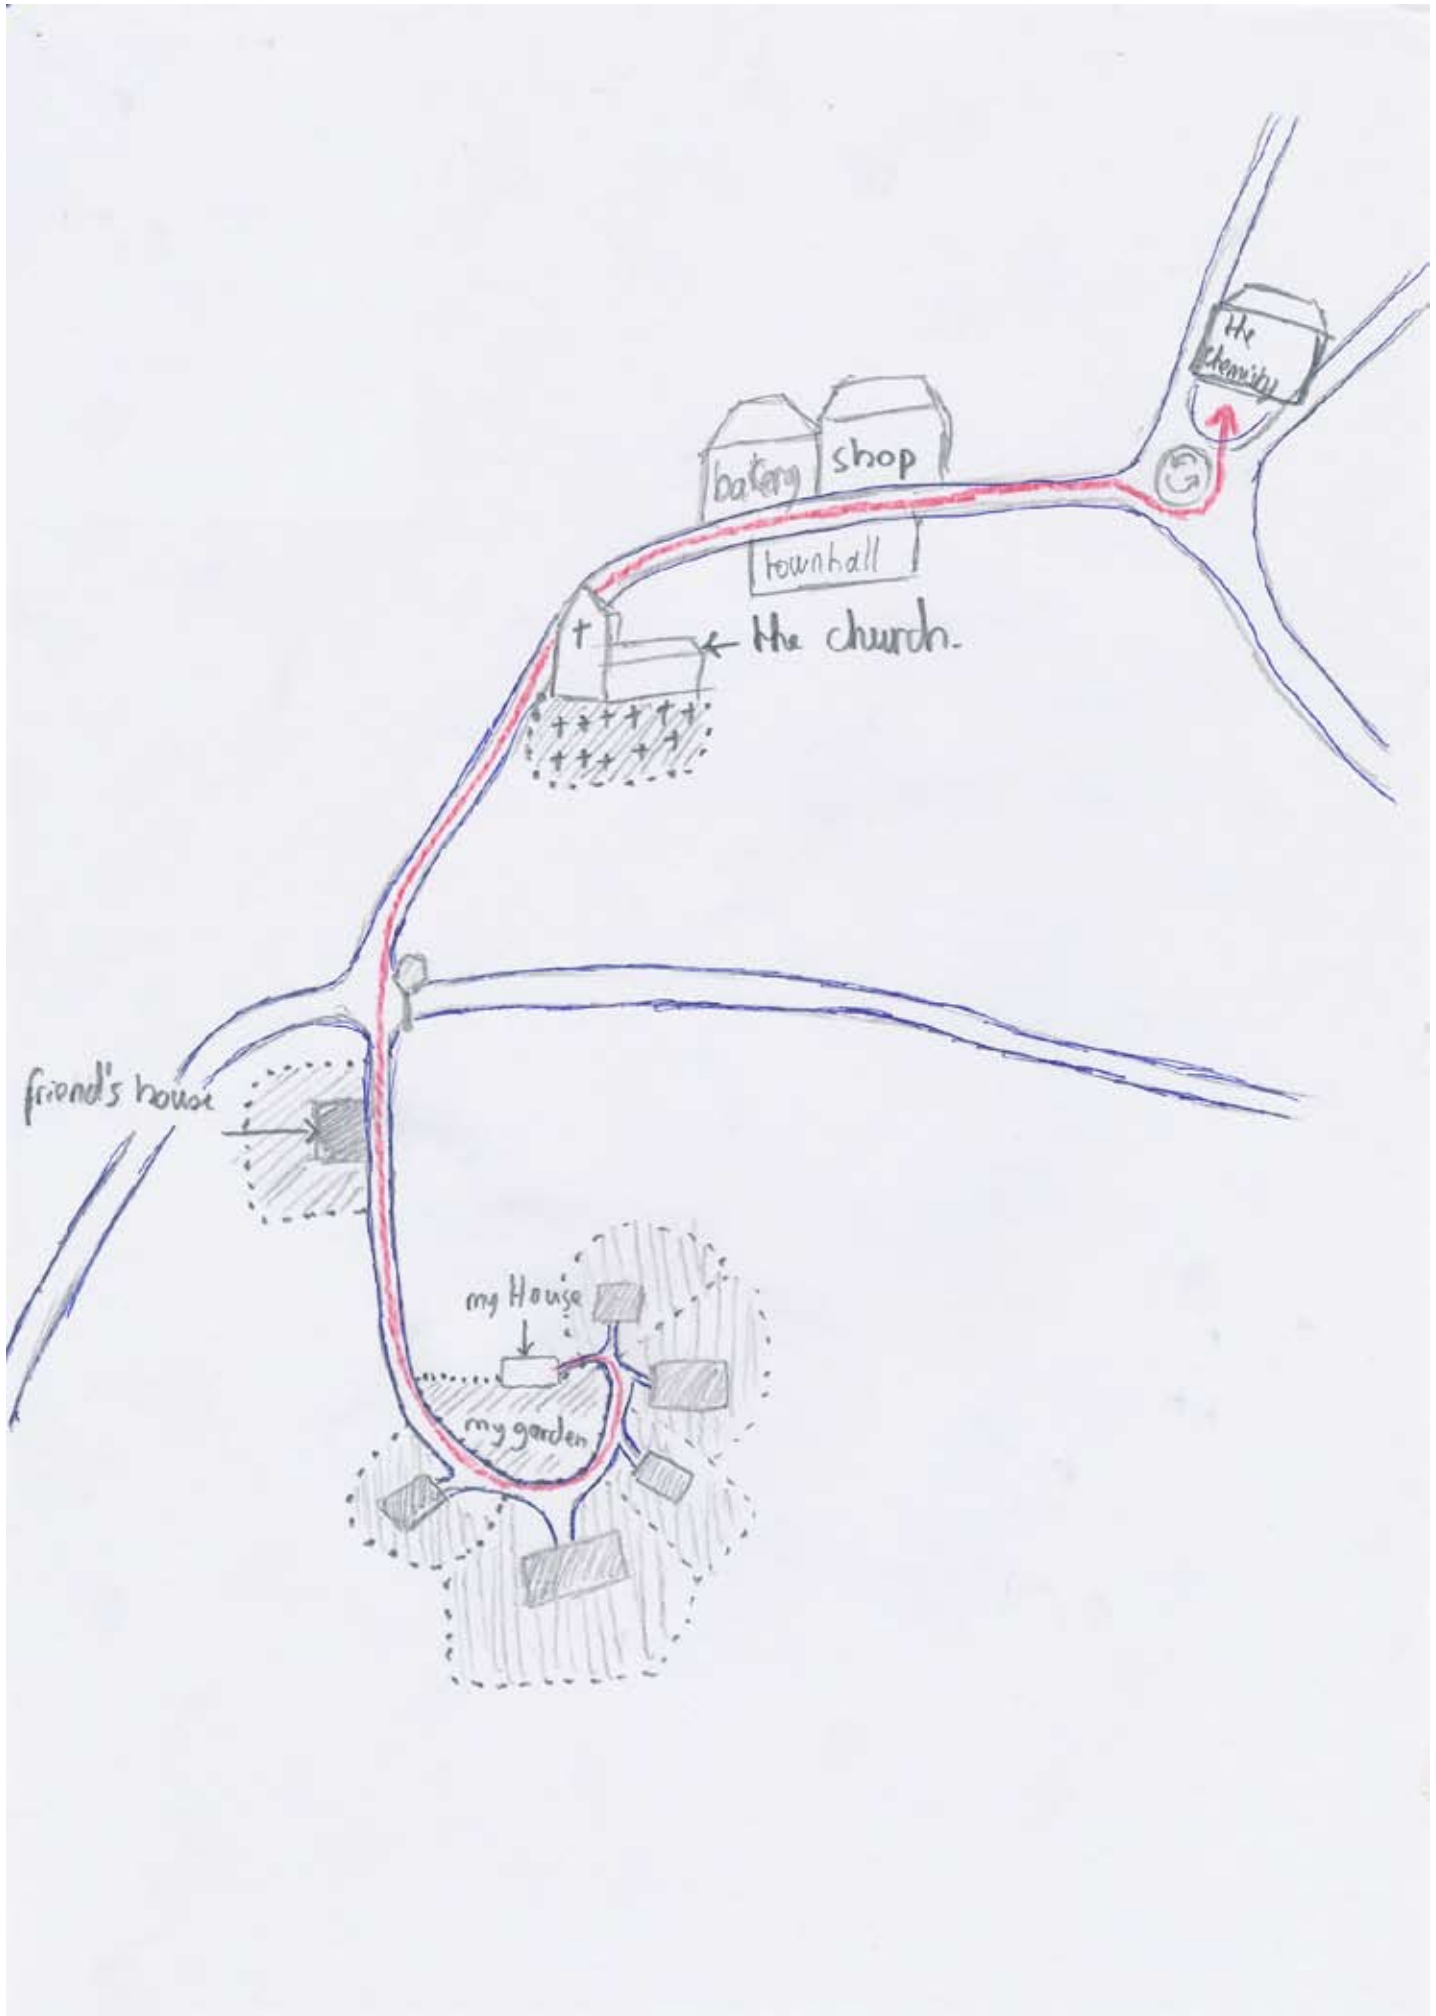 the
chemistry
bakery
shop
townhall
the church.
friend's house
my House
my garden